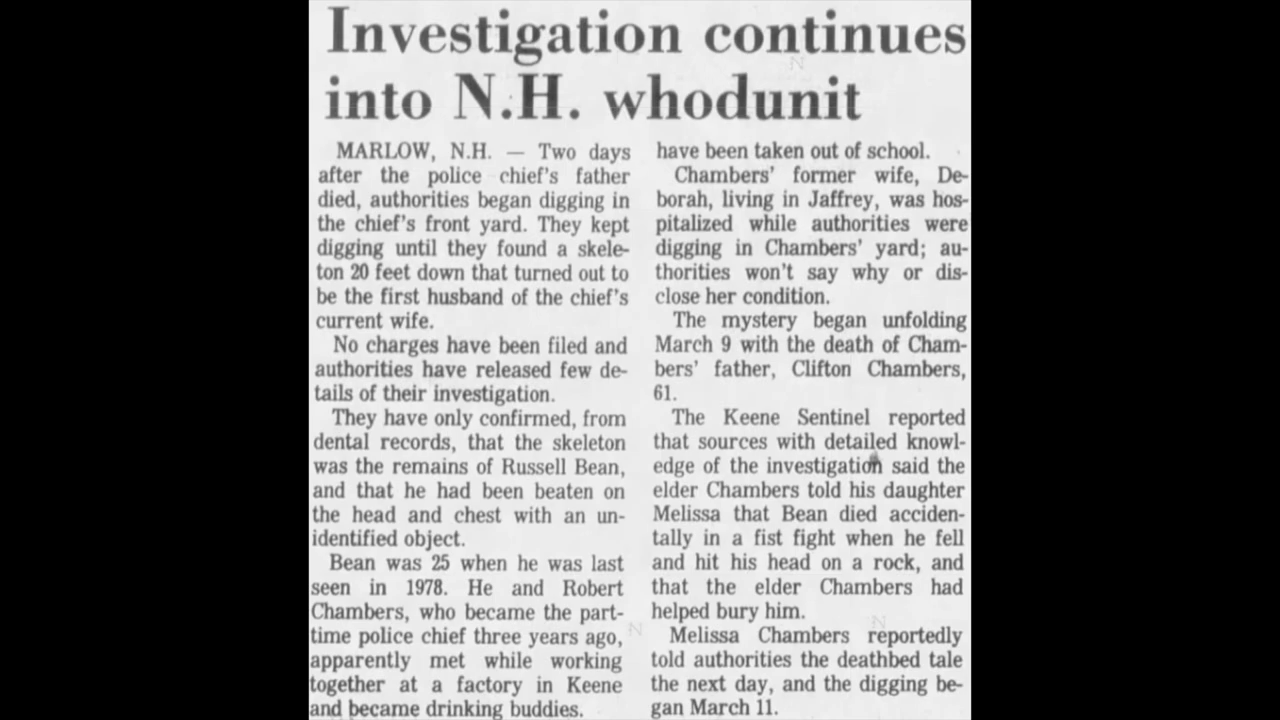 Investigation continues
into N.H. whodunit
MARLOW, N.H. — Two days
after the police chief's father
died, authorities began digging in
the chief's front yard. They kept
digging until they found a skele-
ton 20 feet down that turned out to
be the first husband of the chief's
current wife.
No charges have been filed and
authorities have released few de-
tails of their investigation.
They have only confirmed, from
dental records, that the skeleton
was the remains of Russell Bean,
and that he had been beaten on
the head and chest with an un-
identified object.
Bean was 25 when he was last
seen in 1978. He and Robert
Chambers, who became the part-
time police chief three years ago,
apparently met while working
together at a factory in Keene
and became drinking buddies.
have been taken out of school.
Chambers' former wife, De-
borah, living in Jaffrey, was hos-
pitalized while authorities were
digging in Chambers' yard; au-
thorities won't say why or dis-
close her condition.
The mystery began unfolding
March 9 with the death of Cham-
bers' father, Clifton Chambers,
61.
The Keene Sentinel reported
that sources with detailed knowl-
edge of the investigation said the
elder Chambers told his daughter
Melissa that Bean died acciden-
tally in a fist fight when he fell
and hit his head on a rock, and
that the elder Chambers had
helped bury him.
Melissa Chambers reportedly
told authorities the deathbed tale
the next day, and the digging be-
gan March 11.